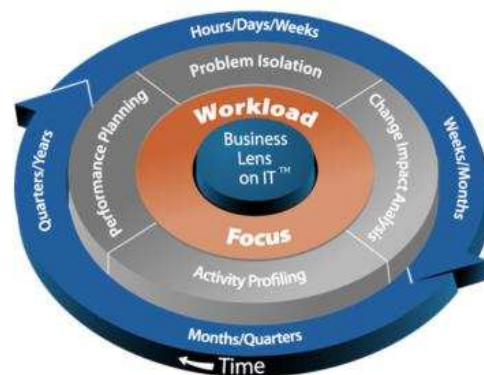 Hours/Days/Weeks
Problem Isolation
Workload
Performance Planning
Quarters/Years
Business
Lens
on IT™
Change Impact Analysis
Weeks/Months
Focus
Activity Profiling
Months/Quarters
Time